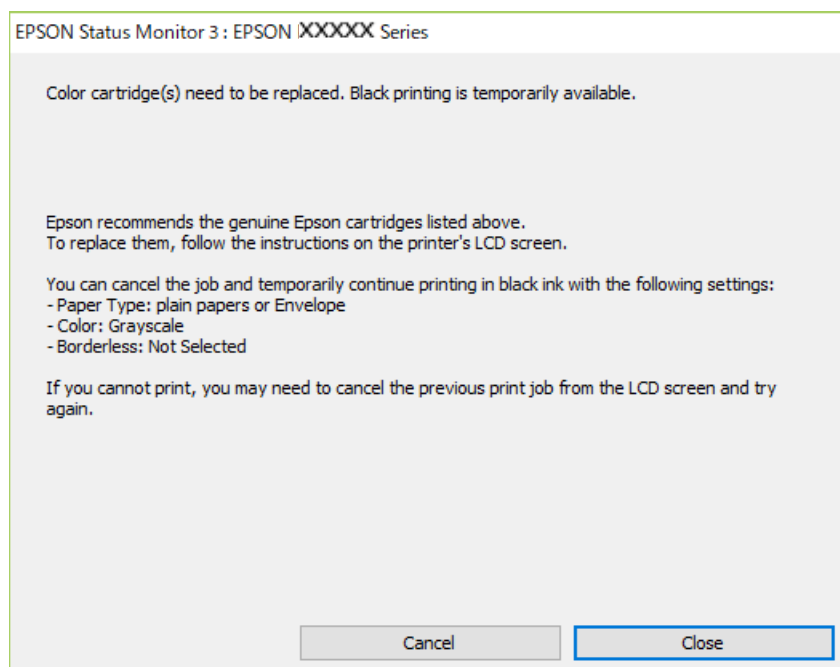 EPSON Status Monitor 3 : EPSON XXXXX Series
Color cartridge(s) need to be replaced. Black printing is temporarily available.
Epson recommends the genuine Epson cartridges listed above.
To replace them, follow the instructions on the printer's LCD screen.
You can cancel the job and temporarily continue printing in black ink with the following settings:
- Paper Type: plain papers or Envelope
- Color: Grayscale
- Borderless: Not Selected
If you cannot print, you may need to cancel the previous print job from the LCD screen and try
again.
Cancel
Close